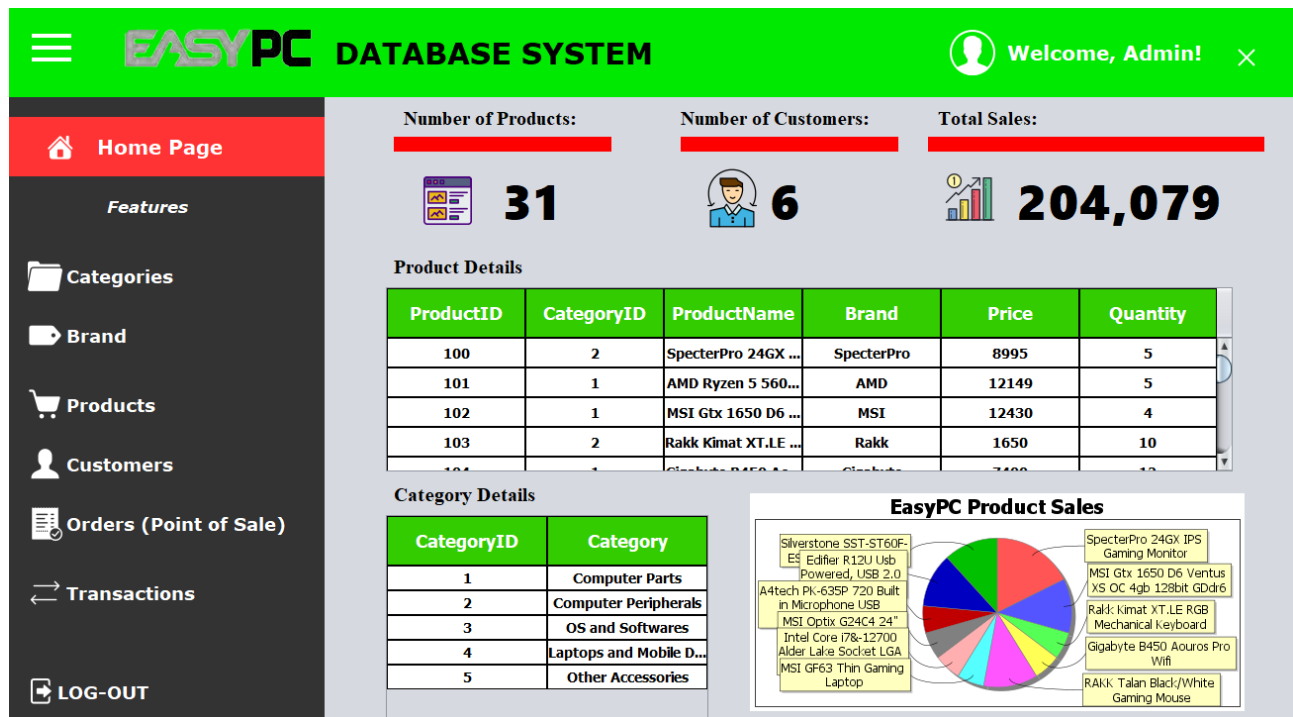 EASYPC DATABASE SYSTEM
Welcome, Admin!
Home Page
Features
Categories
Brand
Products
Customers
Orders (Point of Sale)
Transactions
LOG-OUT
Number of Products: Number of Customers: Total Sales:
31 6 204,079
Product Details
ProductID CategoryID ProductName Brand Price Quantity
100 2 SpecterPro 24GX ... SpecterPro 8995 5
101 1 AMD Ryzen 5 560... AMD 12149 5
102 1 MSI Gtx 1650 D6 ... MSI 12430 4
103 2 Rakk Kimat XT.LE ... Rakk 1650 10
Category Details
CategoryID Category
1 Computer Parts
2 Computer Peripherals
3 OS and Softwares
4 Laptops and Mobile D...
5 Other Accessories
EasyPC Product Sales
Silverstone SST-ST60F-
Edifier R12U Usb
Powered, USB 2.0
A4tech PK-635P 720 Built
in Microphone USB
MSI Optix G24C4 24"
Intel Core i7&-12700
Alder Lake Socket LGA
MSI GF63 Thin Gaming
Laptop
SpecterPro 24GX IPS
Gaming Monitor
MSI Gtx 1650 D6 Ventus
XS OC 4gb 128bit GDdr6
Rakk Kimat XT.LE RGB
Mechanical Keyboard
Gigabyte B450 Aouros Pro
Wifi
RAKK Talan Black/White
Gaming Mouse